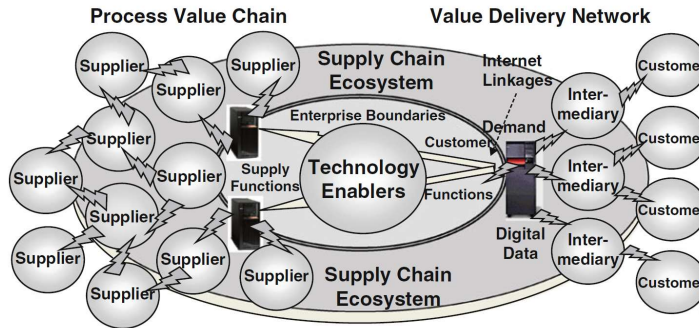 Process Value Chain
Value Delivery Network
Supplier
Supplier
Supplier
Supply Chain
Ecosystem
Internet
Linkages
Custome
Inter-
mediary
Enterprise Boundaries
Demand
Supplier
Customer
Custome
Technology
Enablers
Supply
Functions
Supplier
Supplier
Functions
Inter-
mediary
Custome
Supplier
Digital
Data
Inter-
mediary
Supplier
Supplier
Supplier
Supplier
Supply Chain
Ecosystem
Custome